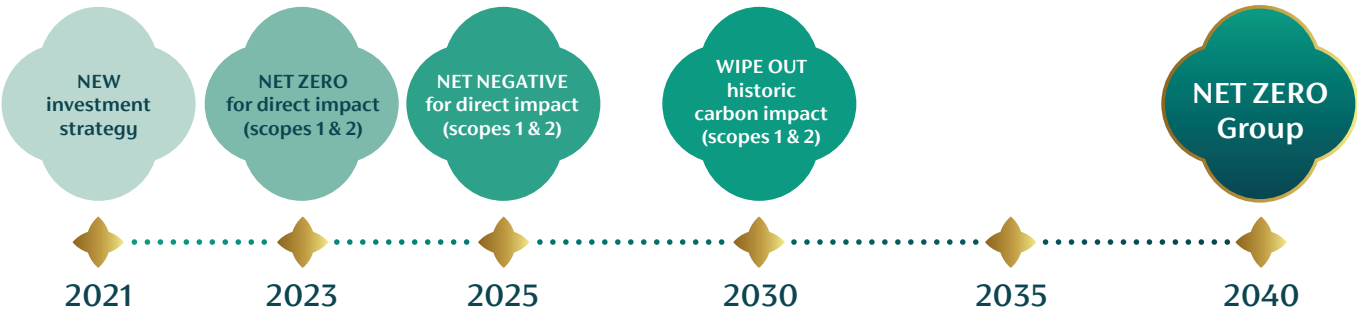 NEW
investment
strategy
NET ZERO
for direct impact
(scopes 1 & 2)
NET NEGATIVE
for direct impact
(scopes 1 & 2)
WIPE OUT
historic
carbon impact
(scopes 1 & 2)
NET ZERO
Group
2021
2023
2025
2030
2035
2040